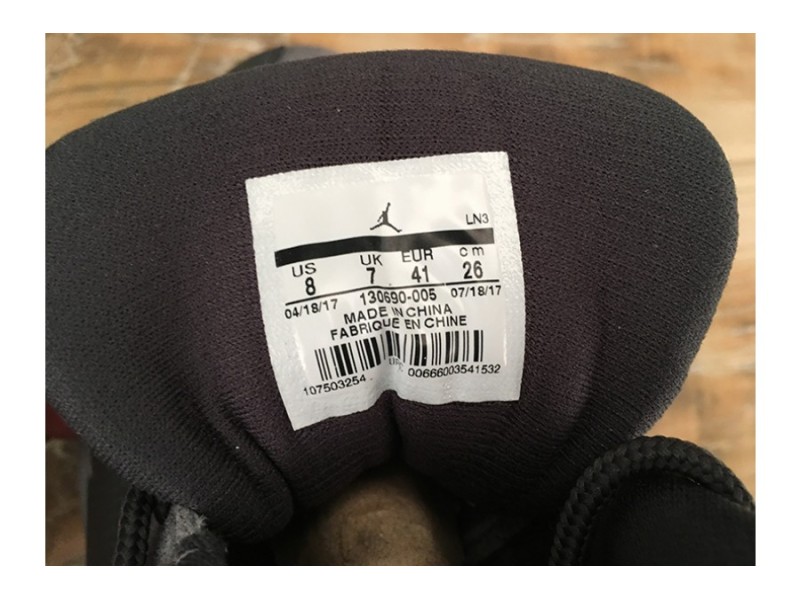 LN3
US UK EUR cm
8 7 41 26
04/18/17 130690-005 07/18/17
MADE IN CHINA
FABRIQUE EN CHINE
107503254 00666003541532